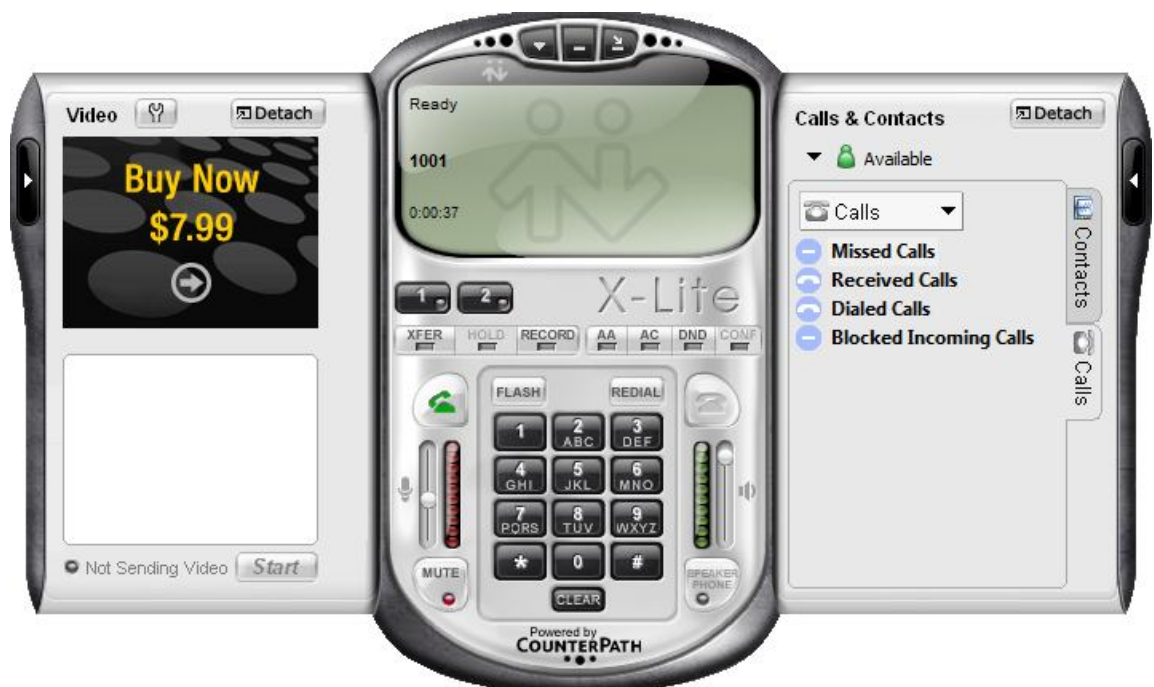 Video
Detach
Buy Now
$7.99
Not Sending Video Start
Ready
1001
0:00:37
1 2 X-Lite
XFER HOLD RECORD AA AC DND CONF
FLASH REDIAL
1 2 3
ABC DEF
4 5 6
GHI JKL MNO
7 8 9
PQRS TUV WXYZ
* 0 #
MUTE
SPEAKER
PHONE
CLEAR
Powered by
COUNTERPATH
Calls & Contacts
Detach
Available
Calls
Missed Calls
Received Calls
Dialed Calls
Blocked Incoming Calls
Contacts
Calls